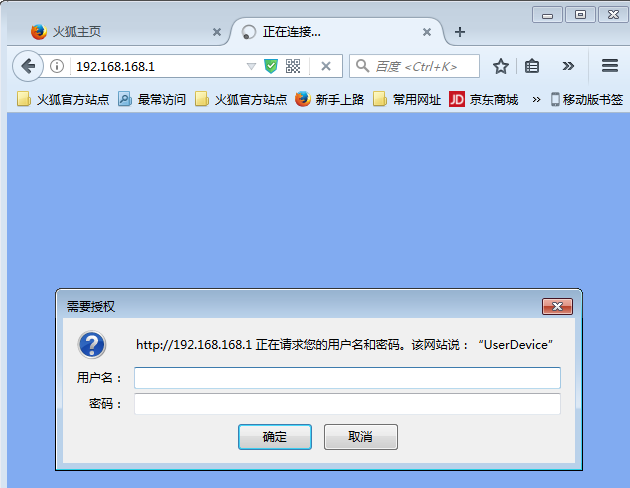 火狐主页
正在连接...
192.168.168.1
百度 <Ctrl+K>
火狐官方站点 最常访问 火狐官方站点 新手上路 常用网址 JD 京东商城 » 移动版书签
需要授权
http://192.168.168.1 正在请求您的用户名和密码。该网站说：“UserDevice”
用户名：
密码：
确定 取消